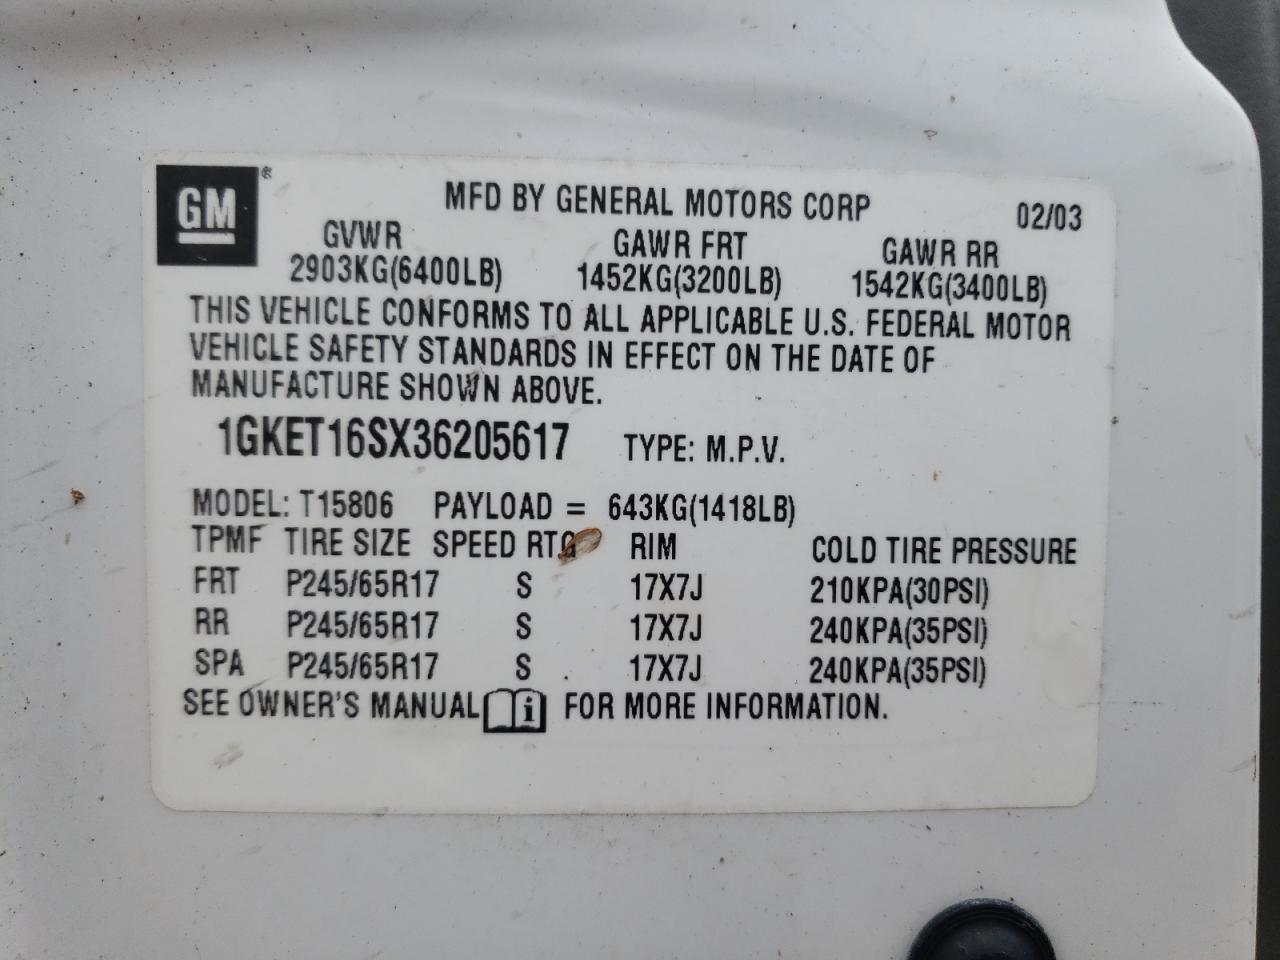 GM® MFD BY GENERAL MOTORS CORP 02/03
GVWR GAWR FRT GAWR RR
2903KG(6400LB) 1452KG(3200LB) 1542KG(3400LB)
THIS VEHICLE CONFORMS TO ALL APPLICABLE U.S. FEDERAL MOTOR
VEHICLE SAFETY STANDARDS IN EFFECT ON THE DATE OF
MANUFACTURE SHOWN ABOVE.
1GKET16SX36205617 TYPE: M.P.V.
MODEL: T15806 PAYLOAD = 643KG(1418LB)
TPMF TIRE SIZE SPEED RTG RIM COLD TIRE PRESSURE
FRT P245/65R17 S 17X7J 210KPA(30PSI)
RR P245/65R17 S 17X7J 240KPA(35PSI)
SPA P245/65R17 S 17X7J 240KPA(35PSI)
SEE OWNER'S MANUAL i FOR MORE INFORMATION.